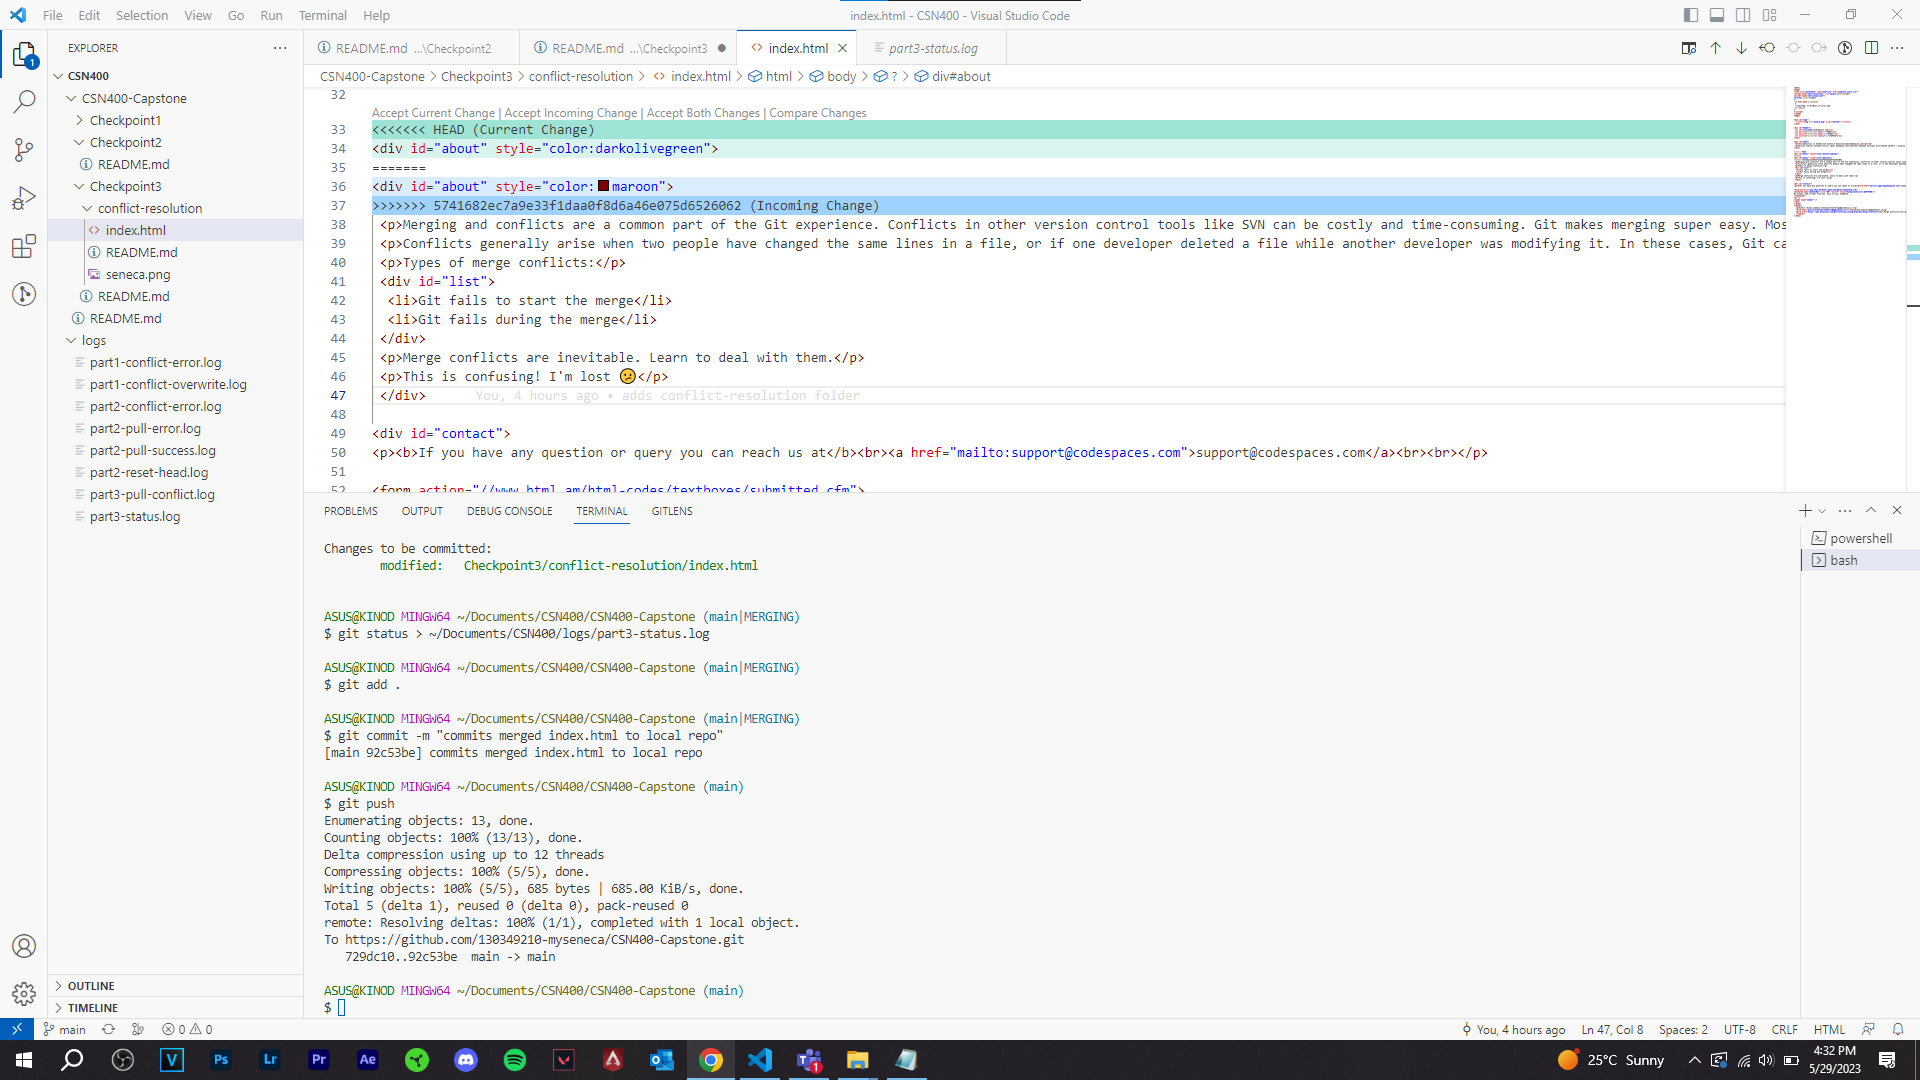 File Edit Selection View Go Run Terminal Help
index.html - CSN400 - Visual Studio Code
EXPLORER
CSN400
CSN400-Capstone
Checkpoint1
Checkpoint2
README.md
Checkpoint3
conflict-resolution
index.html
README.md
seneca.png
README.md
README.md
logs
part1-conflict-error.log
part1-conflict-overwrite.log
part2-conflict-error.log
part2-pull-error.log
part2-pull-success.log
part2-reset-head.log
part3-pull-conflict.log
part3-status.log
OUTLINE
TIMELINE
README.md ...\Checkpoint2
README.md ...\Checkpoint3
index.html
part3-status.log
CSN400-Capstone > Checkpoint3 > conflict-resolution > index.html > html > body > ? > div#about
32
Accept Current Change | Accept Incoming Change | Accept Both Changes | Compare Changes
33 <<<<<<< HEAD (Current Change)
34 <div id="about" style="color:darkolivegreen">
35 =======
36 <div id="about" style="color:maroon">
37 >>>>>>> 5741682ec7a9e33f1daa0f8d6a46e075d6526062 (Incoming Change)
38 <p>Merging and conflicts are a common part of the Git experience. Conflicts in other version control tools like SVN can be costly and time-consuming. Git makes merging super easy. Mos
39 <p>Conflicts generally arise when two people have changed the same lines in a file, or if one developer deleted a file while another developer was modifying it. In these cases, Git ca
40 <p>Types of merge conflicts:</p>
41 <div id="list">
42 <li>Git fails to start the merge</li>
43 <li>Git fails during the merge</li>
44 </div>
45 <p>Merge conflicts are inevitable. Learn to deal with them.</p>
46 <p>This is confusing! I'm lost 😕</p>
47 </div> You, 4 hours ago • adds conflict-resolution folder
48
49 <div id="contact">
50 <p><b>If you have any question or query you can reach us at</b><br><a href="mailto:support@codespaces.com">support@codespaces.com</a><br><br></p>
51
52 <form action="//www.html.am/html-codes/textboxes/submitted.cfm">
PROBLEMS OUTPUT DEBUG CONSOLE TERMINAL GITLENS
powershell
bash
Changes to be committed:
modified: Checkpoint3/conflict-resolution/index.html
ASUS@KINOD MINGW64 ~/Documents/CSN400/CSN400-Capstone (main|MERGING)
$ git status > ~/Documents/CSN400/logs/part3-status.log
ASUS@KINOD MINGW64 ~/Documents/CSN400/CSN400-Capstone (main|MERGING)
$ git add .
ASUS@KINOD MINGW64 ~/Documents/CSN400/CSN400-Capstone (main|MERGING)
$ git commit -m "commits merged index.html to local repo"
[main 92c53be] commits merged index.html to local repo
ASUS@KINOD MINGW64 ~/Documents/CSN400/CSN400-Capstone (main)
$ git push
Enumerating objects: 13, done.
Counting objects: 100% (13/13), done.
Delta compression using up to 12 threads
Compressing objects: 100% (5/5), done.
Writing objects: 100% (5/5), 685 bytes | 685.00 KiB/s, done.
Total 5 (delta 1), reused 0 (delta 0), pack-reused 0
remote: Resolving deltas: 100% (1/1), completed with 1 local object.
To https://github.com/130349210-myseneca/CSN400-Capstone.git
729dc10..92c53be main -> main
ASUS@KINOD MINGW64 ~/Documents/CSN400/CSN400-Capstone (main)
$
main 0 0
You, 4 hours ago Ln 47, Col 8 Spaces: 2 UTF-8 CRLF HTML
V Ps Lr Pr Ae
25°C Sunny
4:32 PM
5/29/2023